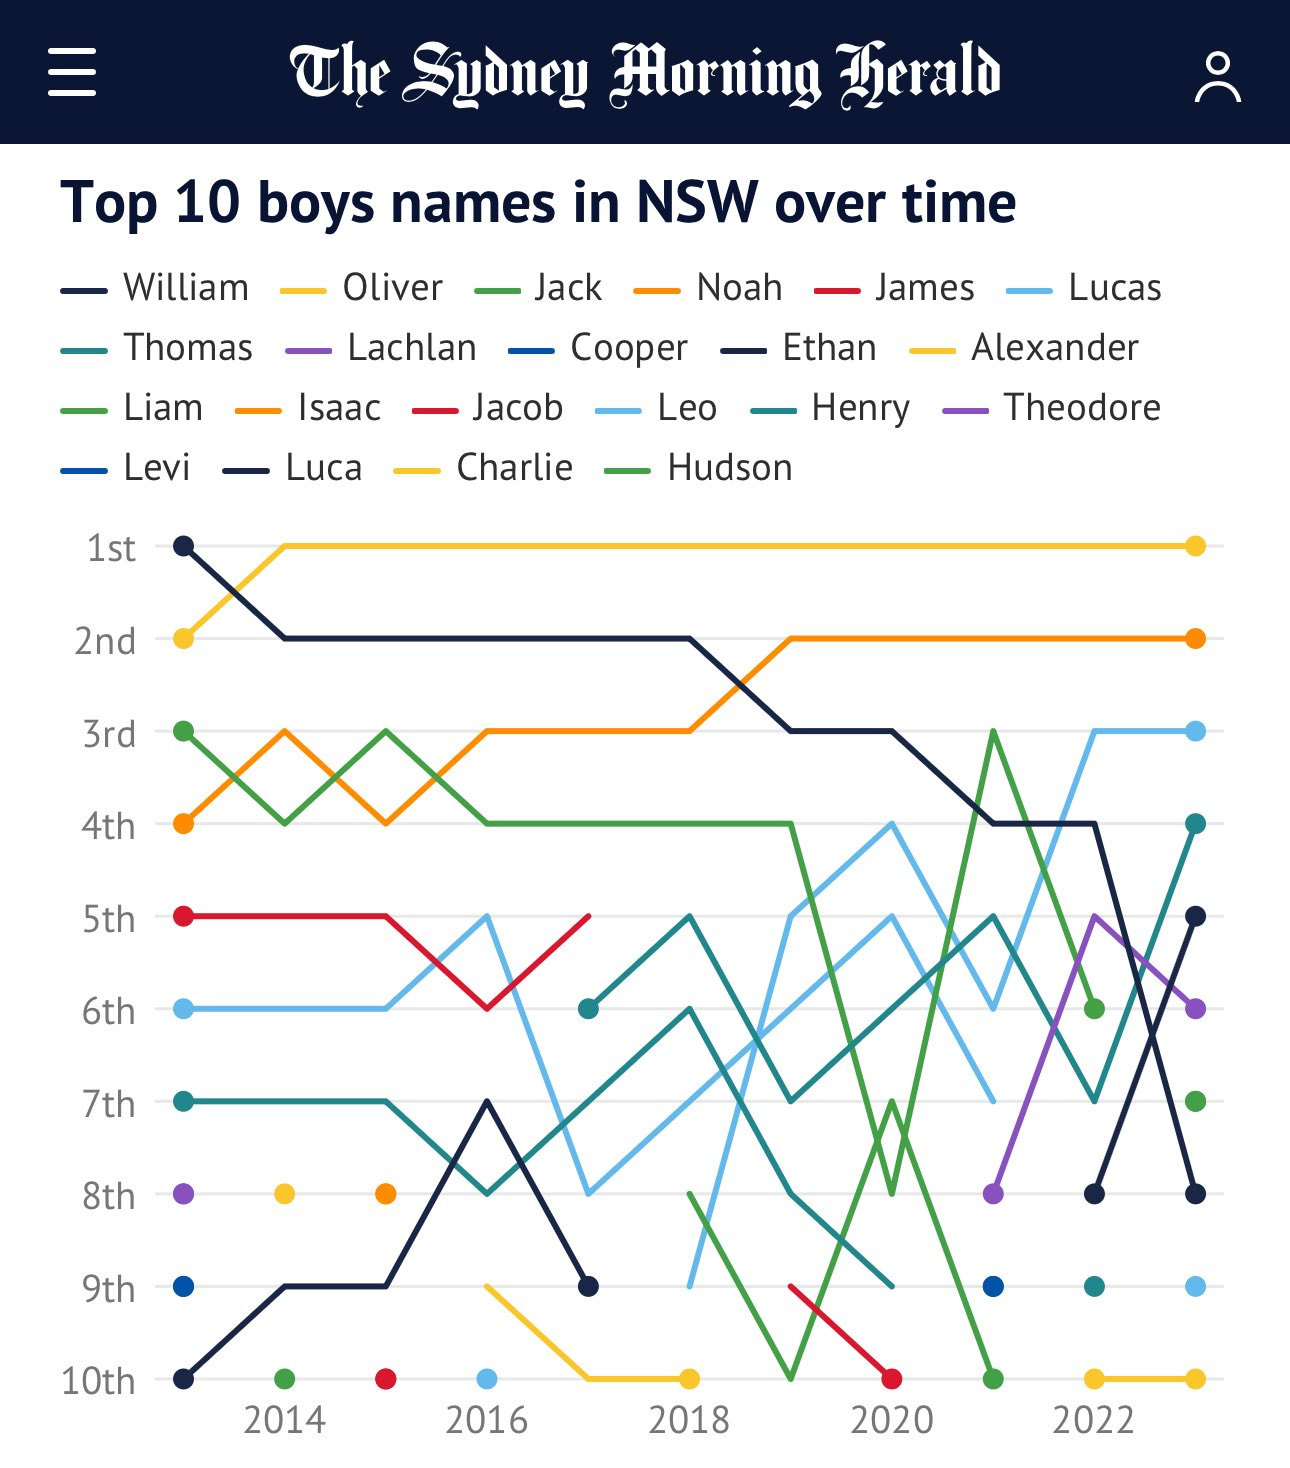 The Sydney Morning Herald
Top 10 boys names in NSW over time
William Oliver Jack Noah James Lucas
Thomas Lachlan Cooper Ethan Alexander
Liam Isaac Jacob Leo Henry Theodore
Levi Luca Charlie Hudson
1st
2nd
3rd
4th
5th
6th
7th
8th
9th
10th
2014 2016 2018 2020 2022